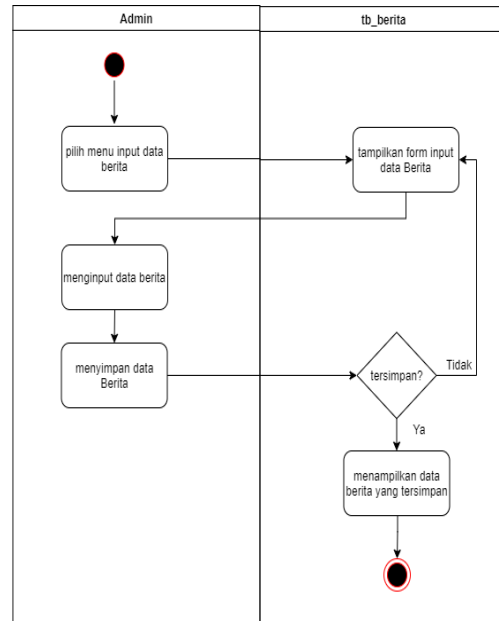 Admin
tb_berita
pilih menu input data
berita
tampilkan form input
data Berita
menginput data berita
menyimpan data
Berita
tersimpan?
Tidak
Ya
menampilkan data
berita yang tersimpan